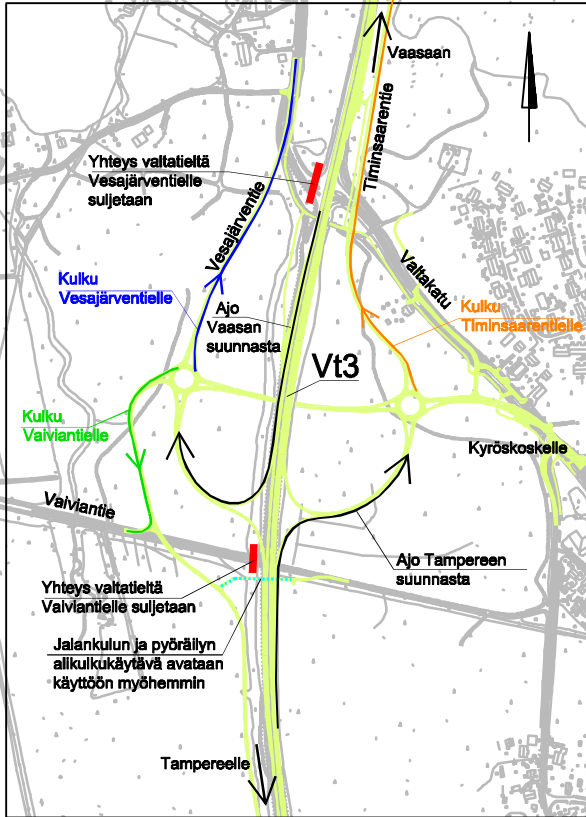 Vaasaan
Timinsaarentie
Yhteys valtatieltä
Vesajärventielle
suljetaan
Vesajärventie
Valtakatu
Kulku
Vesajärventielle
Ajo
Vaasan
suunnasta
Kulku
Timinsaarentielle
Vt3
Kulku
Vaiviantielle
Kyröskoskelle
Vaiviantie
Ajo Tampereen
suunnasta
Yhteys valtatieltä
Vaiviantielle suljetaan
Jalankulun ja pyöräilyn
alikulkukäytävä avataan
käyttöön myöhemmin
Tampereelle